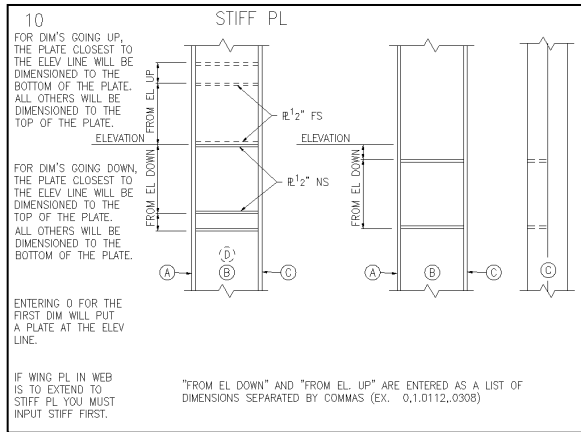 10
STIFF PL
FOR DIM'S GOING UP,
THE PLATE CLOSEST TO
THE ELEV LINE WILL BE
DIMENSIONED TO THE
BOTTOM OF THE PLATE.
ALL OTHERS WILL BE
DIMENSIONED TO THE
TOP OF THE PLATE.
FROM EL UP
ELEVATION
FOR DIM'S GOING DOWN,
THE PLATE CLOSEST TO
THE ELEV LINE WILL BE
DIMENSIONED TO THE
TOP OF THE PLATE.
ALL OTHERS WILL BE
DIMENSIONED TO THE
BOTTOM OF THE PLATE.
FROM EL DOWN
ENTERING 0 FOR THE
FIRST DIM WILL PUT
A PLATE AT THE ELEV
LINE.
IF WING PL IN WEB
IS TO EXTEND TO
STIFF PL YOU MUST
INPUT STIFF FIRST.
PL 1 2" FS
PL 1 2" NS
D
A
B
C
ELEVATION
FROM EL DOWN
A
B
C
C
"FROM EL DOWN" AND "FROM EL. UP" ARE ENTERED AS A LIST OF
DIMENSIONS SEPARATED BY COMMAS (EX. 0,1.0112,.0308)